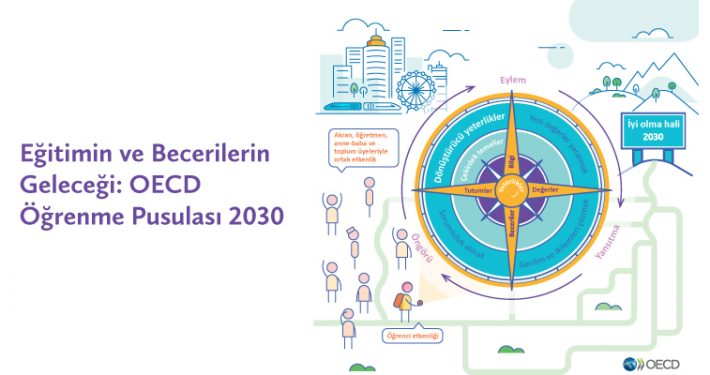 Eğitimin ve Becerilerin
Geleceği: OECD
Öğrenme Pusulası 2030
Eylem
Akran, öğretmen,
anne-baba ve
toplum üyeleriyle
ortak etkenlik
Dönüştürücü yeterlikler
Yeni değerler yaratmak
Çekirdek temeller
Bilgi
Tutumlar
Yeterlikler
Değerler
Beceriler
Sorumluluk almak
Gerilim ve ikilemleri çözmek
Öngörü
Yansıtma
İyi olma hali
2030
Öğrenci etkenliği
OECD